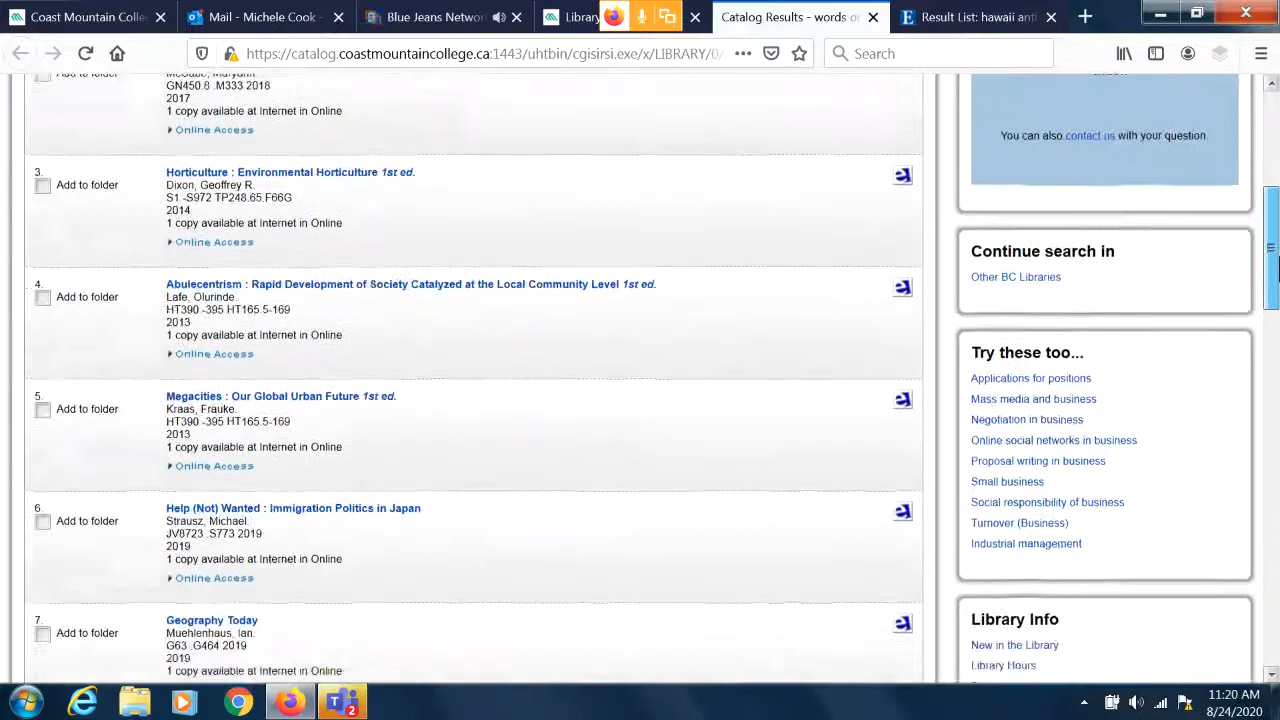 Coast Mountain Colle
Mail - Michele Cook -
Blue Jeans Network
Library
Catalog Results - words or
Result List: hawaii anti
https://catalog.coastmountaincollege.ca:1443/uhtbin/cgisirsi.exe/x/LIBRARY/0/
Search
McCabe, Maryann.
GN450.8 .M333 2018
2017
1 copy available at Internet in Online
Online Access
3.
Add to folder
Horticulture : Environmental Horticulture 1st ed.
Dixon, Geoffrey R.
S1 -S972 TP248.65.F66G
2014
1 copy available at Internet in Online
Online Access
4.
Add to folder
Abulecentrism : Rapid Development of Society Catalyzed at the Local Community Level 1st ed.
Lafe, Olurinde.
HT390 -395 HT165.5-169
2013
1 copy available at Internet in Online
Online Access
5.
Add to folder
Megacities : Our Global Urban Future 1st ed.
Kraas, Frauke.
HT390 -395 HT165.5-169
2013
1 copy available at Internet in Online
Online Access
6.
Add to folder
Help (Not) Wanted : Immigration Politics in Japan
Strausz, Michael.
JV8723 .S773 2019
2019
1 copy available at Internet in Online
Online Access
7.
Add to folder
Geography Today
Muehlenhaus, Ian.
G63 .G464 2019
2019
1 copy available at Internet in Online
You can also contact us with your question.
Continue search in
Other BC Libraries
Try these too...
Applications for positions
Mass media and business
Negotiation in business
Online social networks in business
Proposal writing in business
Small business
Social responsibility of business
Turnover (Business)
Industrial management
Library Info
New in the Library
Library Hours
2
11:20 AM
8/24/2020